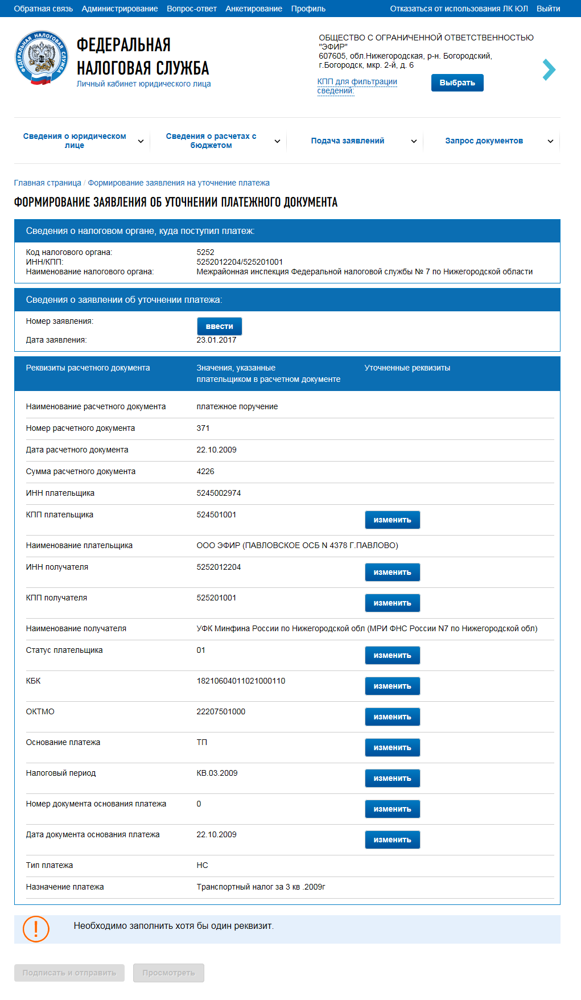 Обратная связь Администрирование Вопрос-ответ Анкетирование Профиль Отказаться от использования ЛК ЮЛ Выйти
ФЕДЕРАЛЬНАЯ НАЛОГОВАЯ СЛУЖБА
ФЕДЕРАЛЬНАЯ
НАЛОГОВАЯ СЛУЖБА
Личный кабинет юридического лица
ОБЩЕСТВО С ОГРАНИЧЕННОЙ ОТВЕТСТВЕННОСТЬЮ
"ЭФИР"
607605, обл.Нижегородская, р-н. Богородский,
г.Богородск, мкр. 2-й, д. 6
КПП для фильтрации
сведений:
Выбрать
Сведения о юридическом
лице
Сведения о расчетах с
бюджетом
Подача заявлений
Запрос документов
Главная страница / Формирование заявления на уточнение платежа
ФОРМИРОВАНИЕ ЗАЯВЛЕНИЯ ОБ УТОЧНЕНИИ ПЛАТЕЖНОГО ДОКУМЕНТА
Сведения о налоговом органе, куда поступил платеж:
Код налогового органа: 5252
ИНН/КПП: 5252012204/525201001
Наименование налогового органа: Межрайонная инспекция Федеральной налоговой службы № 7 по Нижегородской области
Сведения о заявлении об уточнении платежа:
Номер заявления: ввести
Дата заявления: 23.01.2017
Реквизиты расчетного документа
Значения, указанные
плательщиком в расчетном документе
Уточненные реквизиты
Наименование расчетного документа платежное поручение
Номер расчетного документа 371
Дата расчетного документа 22.10.2009
Сумма расчетного документа 4226
ИНН плательщика 5245002974
КПП плательщика 524501001 изменить
Наименование плательщика ООО ЭФИР (ПАВЛОВСКОЕ ОСБ N 4378 Г.ПАВЛОВО)
ИНН получателя 5252012204 изменить
КПП получателя 525201001 изменить
Наименование получателя УФК Минфина России по Нижегородской обл (МРИ ФНС России N7 по Нижегородской обл)
Статус плательщика 01 изменить
КБК 18210604011021000110 изменить
ОКТМО 22207501000 изменить
Основание платежа ТП изменить
Налоговый период КВ.03.2009 изменить
Номер документа основания платежа 0 изменить
Дата документа основания платежа 22.10.2009 изменить
Тип платежа НС
Назначение платежа Транспортный налог за 3 кв .2009г
Необходимо заполнить хотя бы один реквизит.
Подписать и отправить Просмотреть